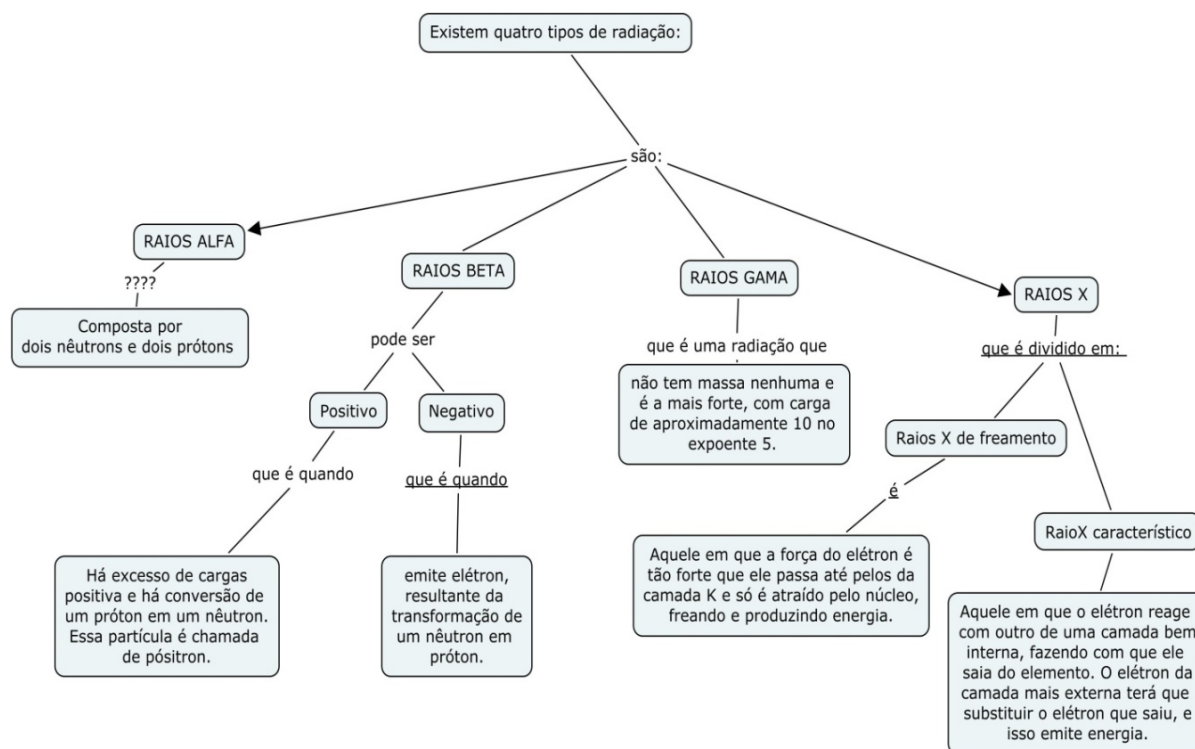 Existem quatro tipos de radiação:
são:
RAIOS ALFA
????
Composta por
dois nêutrons e dois prótons
RAIOS BETA
pode ser
Positivo
que é quando
Há excesso de cargas
positiva e há conversão de
um próton em um nêutron.
Essa partícula é chamada
de pósitron.
Negativo
que é quando
emite elétron,
resultante da
transformação de
um nêutron em
próton.
RAIOS GAMA
que é uma radiação que
não tem massa nenhuma e
é a mais forte, com carga
de aproximadamente 10 no
expoente 5.
RAIOS X
que é dividido em:
Raios X de freamento
é
Aquele em que a força do elétron é
tão forte que ele passa até pelos da
camada K e só é atraído pelo núcleo,
freando e produzindo energia.
RaioX característico
Aquele em que o elétron reage
com outro de uma camada bem
interna, fazendo com que ele
saia do elemento. O elétron da
camada mais externa terá que
substituir o elétron que saiu, e
isso emite energia.